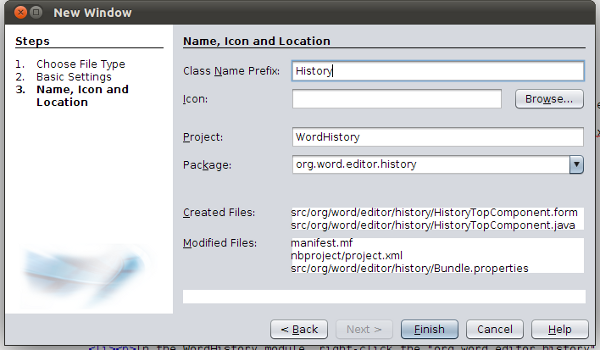 New Window
Steps
1. Choose File Type
2. Basic Settings
3. Name, Icon and Location
Name, Icon and Location
Class Name Prefix: History
Icon: Browse...
Project: WordHistory
Package: org.word.editor.history
Created Files: src/org/word/editor/history/HistoryTopComponent.form
src/org/word/editor/history/HistoryTopComponent.java
Modified Files: manifest.mf
nbproject/project.xml
src/org/word/editor/history/Bundle.properties
< Back Next > Finish Cancel Help